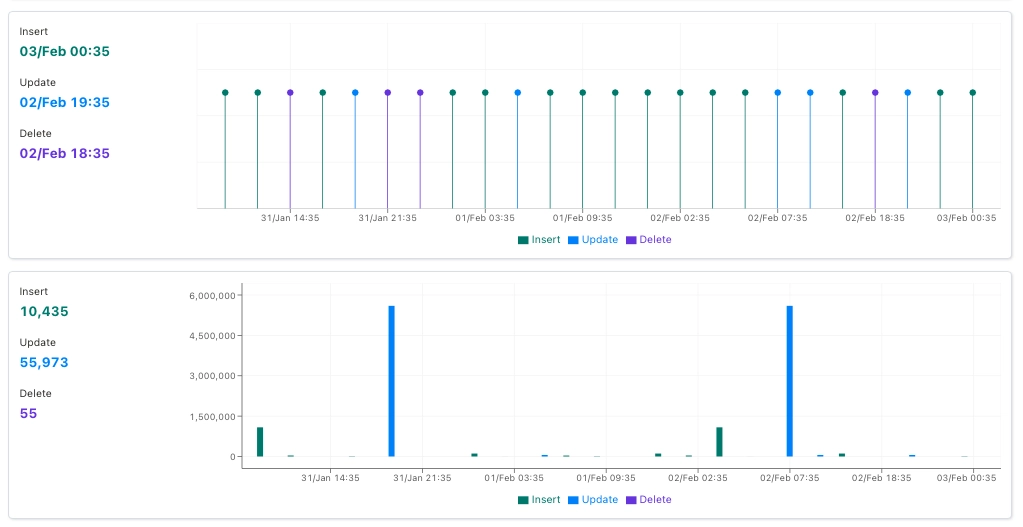 Insert
03/Feb 00:35
Update
02/Feb 19:35
Delete
02/Feb 18:35
31/Jan 14:35 31/Jan 21:35 01/Feb 03:35 01/Feb 09:35 02/Feb 02:35 02/Feb 07:35 02/Feb 18:35 03/Feb 00:35
Insert Update Delete
Insert
10,435
Update
55,973
Delete
55
6,000,000
4,500,000
3,000,000
1,500,000
0
31/Jan 14:35 31/Jan 21:35 01/Feb 03:35 01/Feb 09:35 02/Feb 02:35 02/Feb 07:35 02/Feb 18:35 03/Feb 00:35
Insert Update Delete